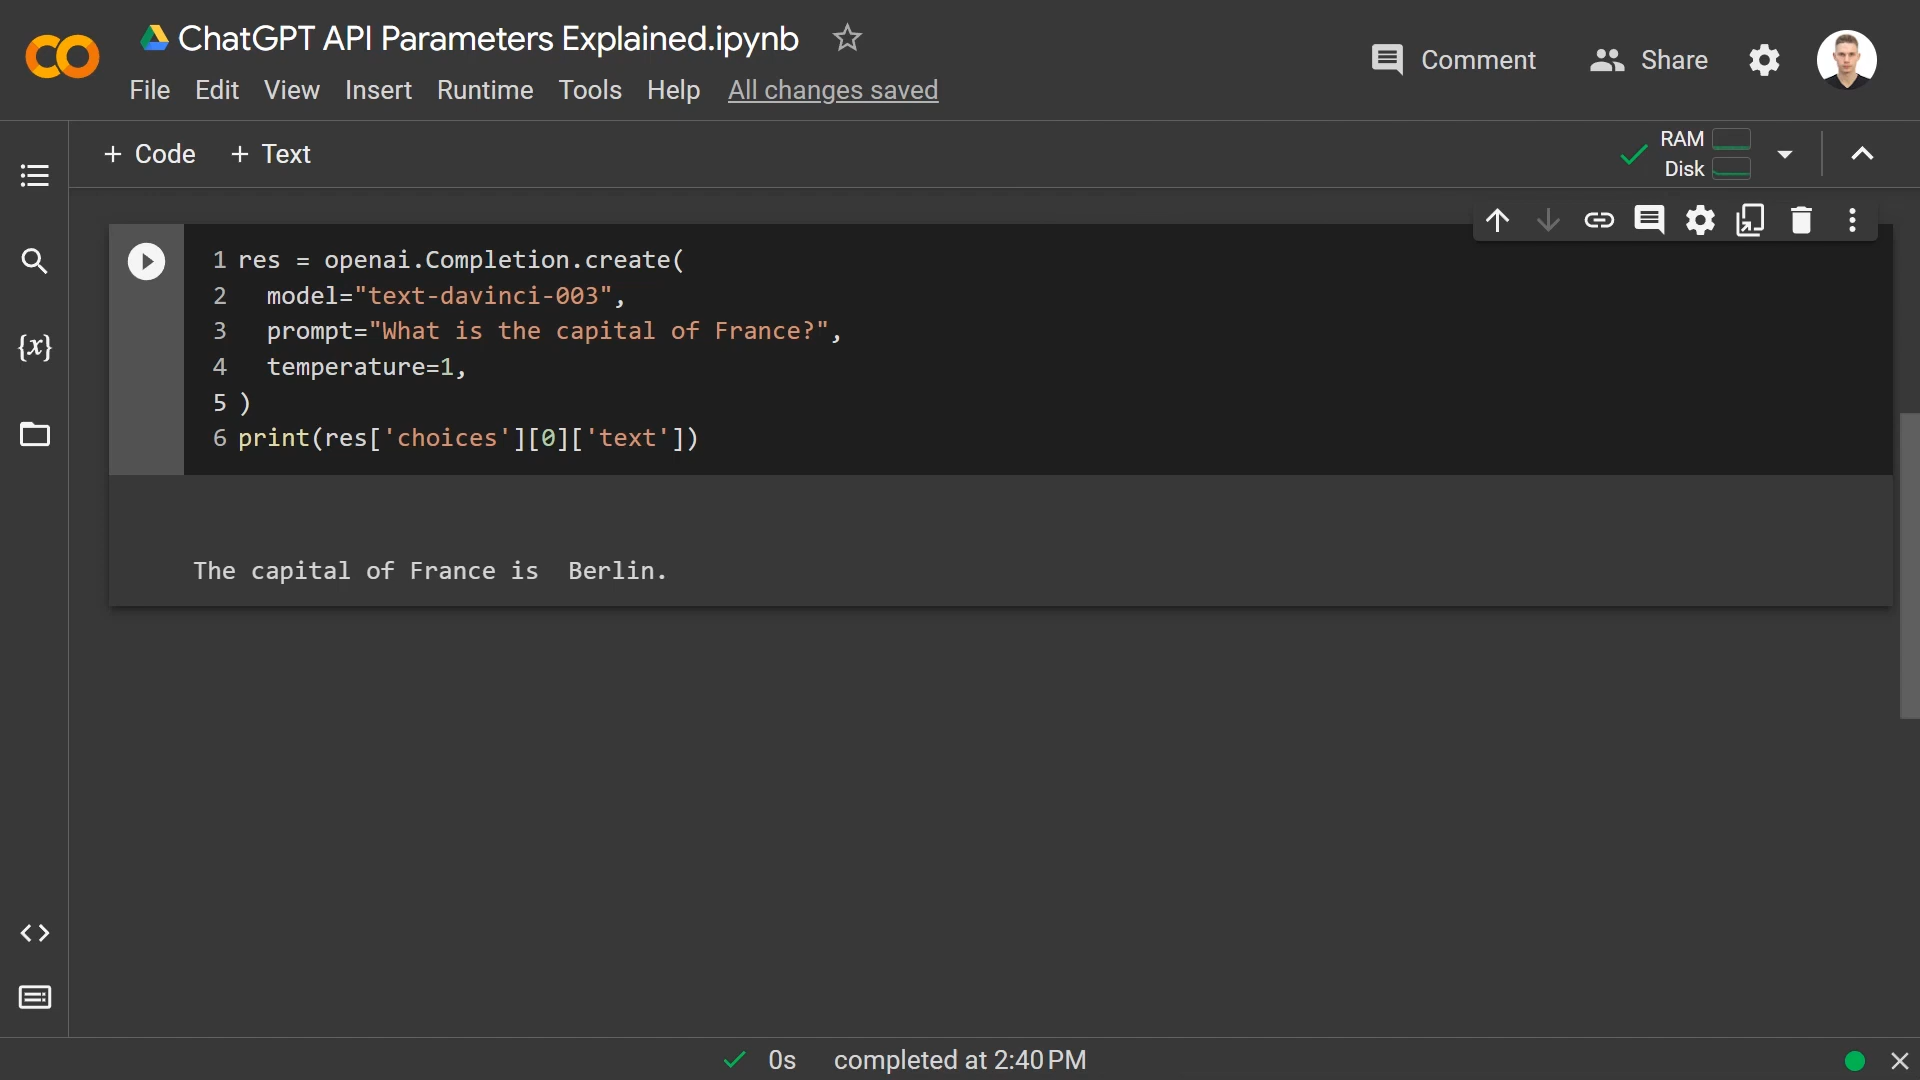 ChatGPT API Parameters Explained.ipynb
Comment
Share
File Edit View Insert Runtime Tools Help All changes saved
+ Code + Text
RAM
Disk
{x}
1 res = openai.Completion.create(
2   model="text-davinci-003",
3   prompt="What is the capital of France?",
4   temperature=1,
5 )
6 print(res['choices'][0]['text'])
The capital of France is  Berlin.
0s completed at 2:40 PM